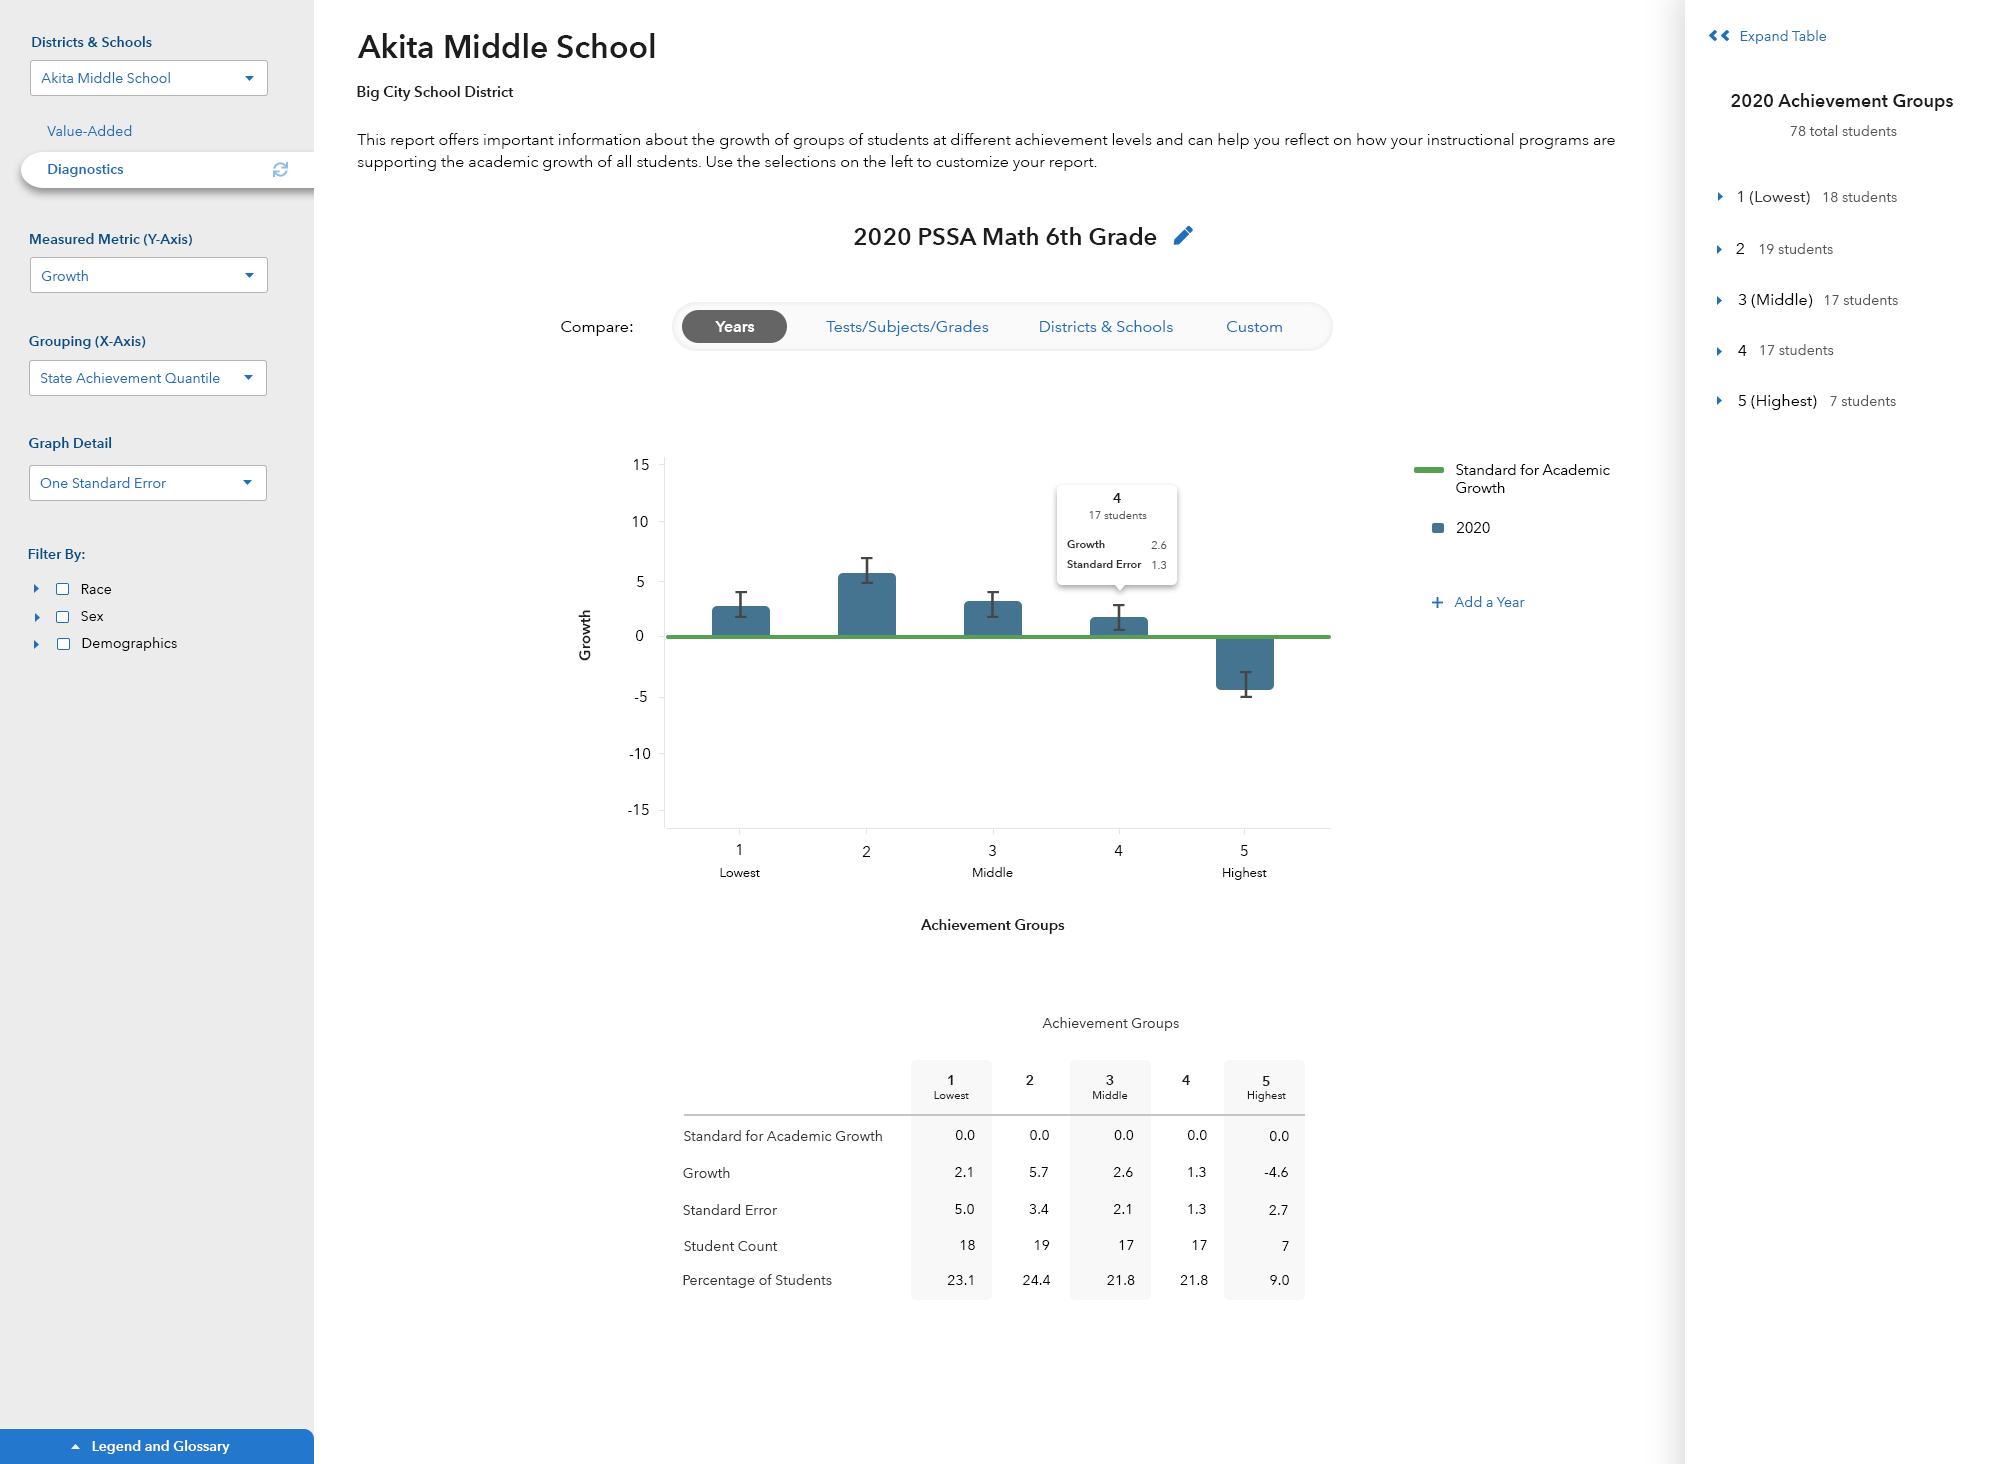 Districts & Schools
Akita Middle School
Value-Added
Diagnostics
Measured Metric (Y-Axis)
Growth
Grouping (X-Axis)
State Achievement Quantile
Graph Detail
One Standard Error
Filter By:
Race
Sex
Demographics
Legend and Glossary
Akita Middle School
Big City School District
This report offers important information about the growth of groups of students at different achievement levels and can help you reflect on how your instructional programs are
supporting the academic growth of all students. Use the selections on the left to customize your report.
2020 PSSA Math 6th Grade
Compare: Years Tests/Subjects/Grades Districts & Schools Custom
15
10
5
0
-5
-10
-15
Growth
4
17 students
Growth 2.6
Standard Error 1.3
1 2 3 4 5
Lowest Middle Highest
Achievement Groups
Standard for Academic
Growth
2020
+ Add a Year
Achievement Groups
1 2 3 4 5
Lowest Middle Highest
Standard for Academic Growth 0.0 0.0 0.0 0.0 0.0
Growth 2.1 5.7 2.6 1.3 -4.6
Standard Error 5.0 3.4 2.1 1.3 2.7
Student Count 18 19 17 17 7
Percentage of Students 23.1 24.4 21.8 21.8 9.0
Expand Table
2020 Achievement Groups
78 total students
1 (Lowest) 18 students
2 19 students
3 (Middle) 17 students
4 17 students
5 (Highest) 7 students